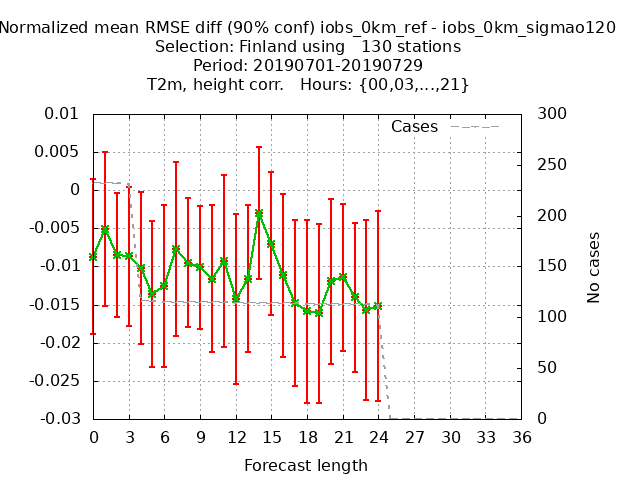 Normalized mean RMSE diff (90% conf) iobs_0km_ref - iobs_0km_sigmao120
Selection: Finland using 130 stations
Period: 20190701-20190729
T2m, height corr. Hours: {00,03,...,21}
Cases
0.01
0.005
0
-0.005
-0.01
-0.015
-0.02
-0.025
-0.03
300
250
200
150
100
50
0
No cases
0 3 6 9 12 15 18 21 24 27 30 33 36
Forecast length